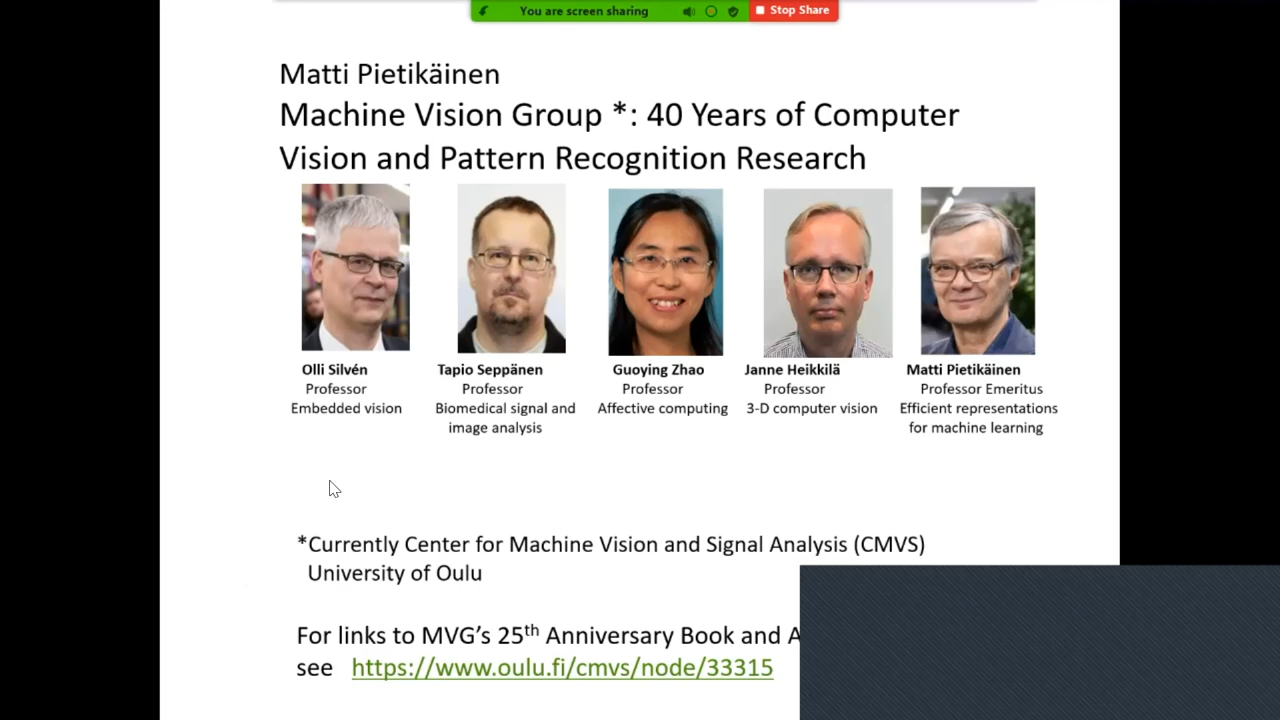 You are screen sharing
Stop Share
Matti Pietikäinen
Machine Vision Group *: 40 Years of Computer
Vision and Pattern Recognition Research
Olli Silvén
Professor
Embedded vision
Tapio Seppänen
Professor
Biomedical signal and
image analysis
Guoying Zhao
Professor
Affective computing
Janne Heikkilä
Professor
3-D computer vision
Matti Pietikäinen
Professor Emeritus
Efficient representations
for machine learning
*Currently Center for Machine Vision and Signal Analysis (CMVS)
University of Oulu
For links to MVG's 25th Anniversary Book and
see https://www.oulu.fi/cmvs/node/33315